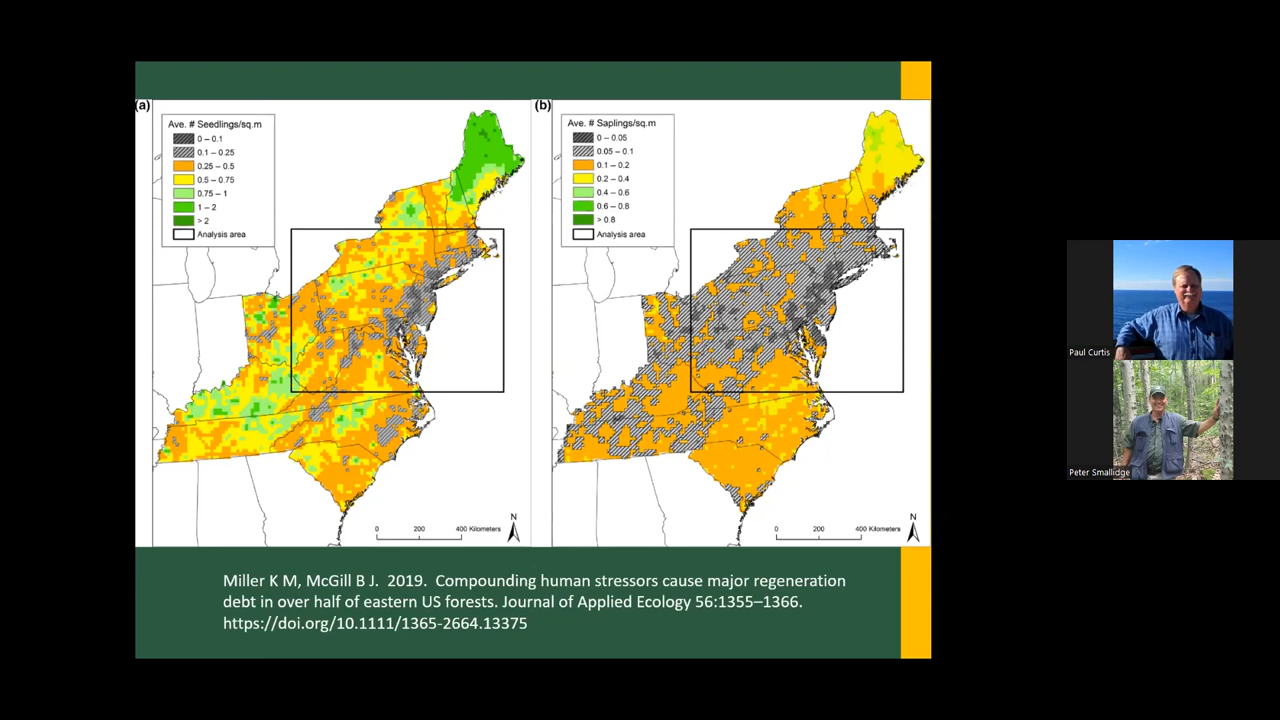 (a)
Ave. # Seedlings/sq.m
0 – 0.1
0.1 – 0.25
0.25 – 0.5
0.5 – 0.75
0.75 – 1
1 – 2
> 2
Analysis area
N
0 200 400 Kilometers
(b)
Ave. # Saplings/sq.m
0 – 0.05
0.05 – 0.1
0.1 – 0.2
0.2 – 0.4
0.4 – 0.6
0.6 – 0.8
> 0.8
Analysis area
N
0 200 400 Kilometers
Miller K M, McGill B J. 2019. Compounding human stressors cause major regeneration
debt in over half of eastern US forests. Journal of Applied Ecology 56:1355–1366.
https://doi.org/10.1111/1365-2664.13375
Paul Curtis
Peter Smallidge